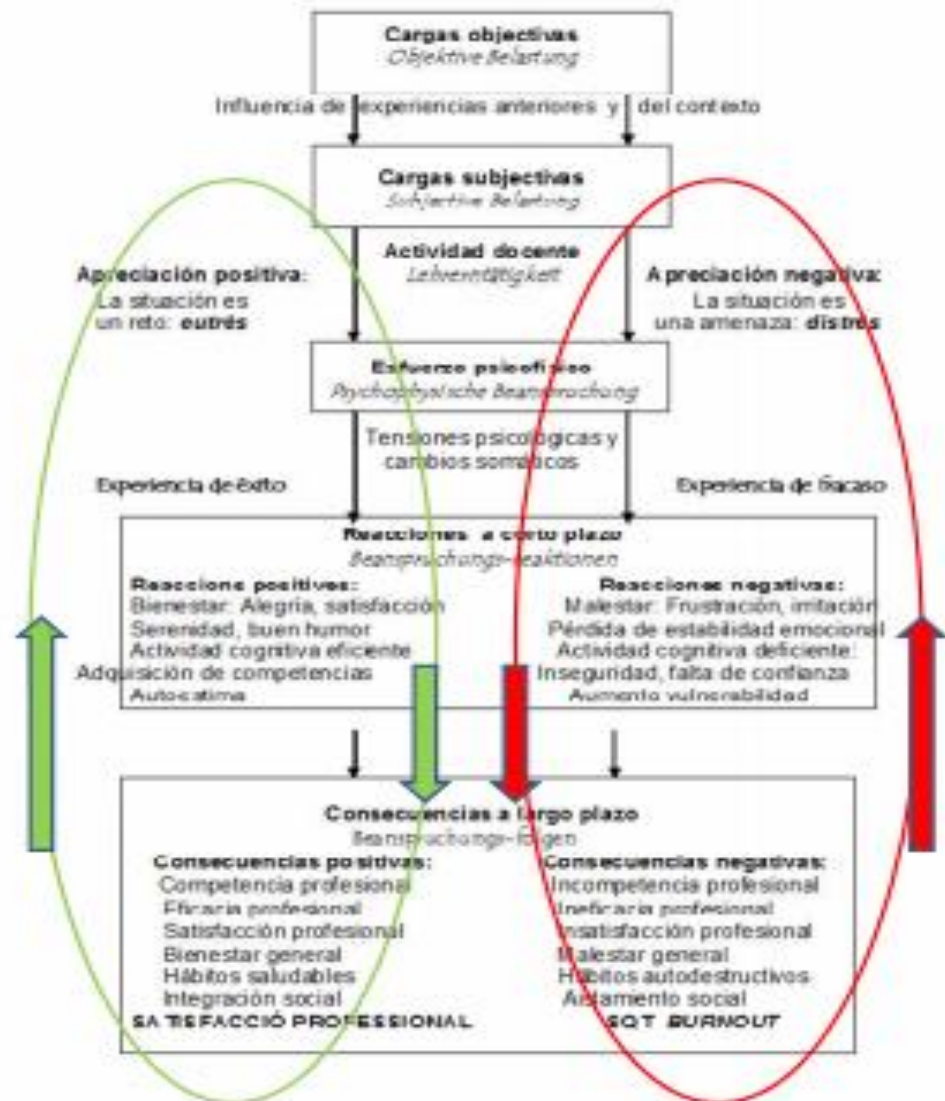 Cargas objectivas
Objektive Belastung
Influencia de experiencias anteriores y del contexto
Cargas subjectivas
Subjective Belastung
Actividad docente
Lehrerntätigkeit
Apreciación positiva:
La situación es
un reto: eutrés
Apreciación negativa:
La situación es
una amenaza: distrés
Esfuerzo psicofísico
Psychophysische Beanspruchung
Tensiones psicológicas y
cambios somáticos
Experiencia de éxito
Experiencia de fracaso
Reacciones a corto plazo
Beanspruchungs-reaktionen
Reaccions positives:
Bienestar: Alegría, satisfacción
Serenidad, buen humor
Actividad cognitiva eficiente
Adquisición de competencias
Autoestima
Reacciones negativas:
Malestar: Frustración, irritación
Pérdida de estabilidad emocional
Actividad cognitiva deficiente:
Inseguridad, falta de confianza
Aumento vulnerabilidad
Consecuencias a largo plazo
Beanspruchungs-folgen
Consecuencias positivas:
Competencia profesional
Eficacia profesional
Satisfacción profesional
Bienestar general
Hábitos saludables
Integración social
SATISFACCIÓ PROFESSIONAL
Consecuencias negativas:
Incompetencia profesional
Ineficacia profesional
Insatisfacción profesional
Malestar general
Hábitos autodestructivos
Aislamiento social
SQT BURNOUT